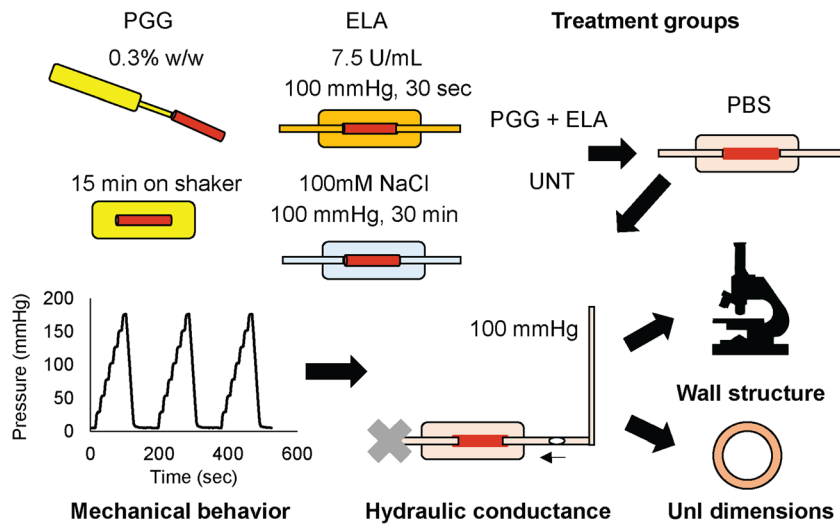 PGG
0.3% w/w
15 min on shaker
ELA
7.5 U/mL
100 mmHg, 30 sec
100mM NaCl
100 mmHg, 30 min
Treatment groups
PGG + ELA
UNT
PBS
Pressure (mmHg)
200
150
100
50
0
0
200
400
600
Time (sec)
Mechanical behavior
100 mmHg
Hydraulic conductance
Wall structure
Unl dimensions